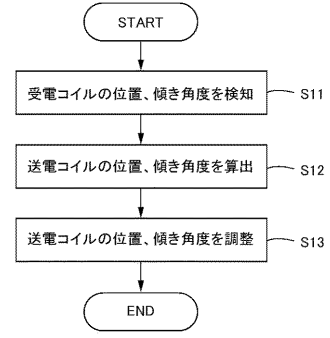 START
受電コイルの位置、傾き角度を検知
S11
送電コイルの位置、傾き角度を算出
S12
送電コイルの位置、傾き角度を調整
S13
END